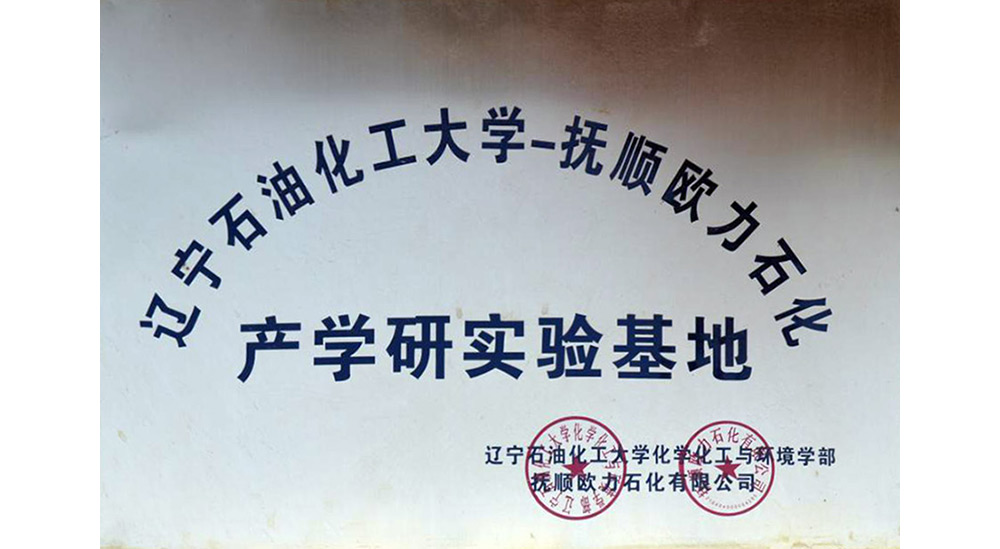 辽宁石油化工大学-抚顺欧力石化
产学研实验基地
辽宁石油化工大学化学化工与环境学部
抚顺欧力石化有限公司